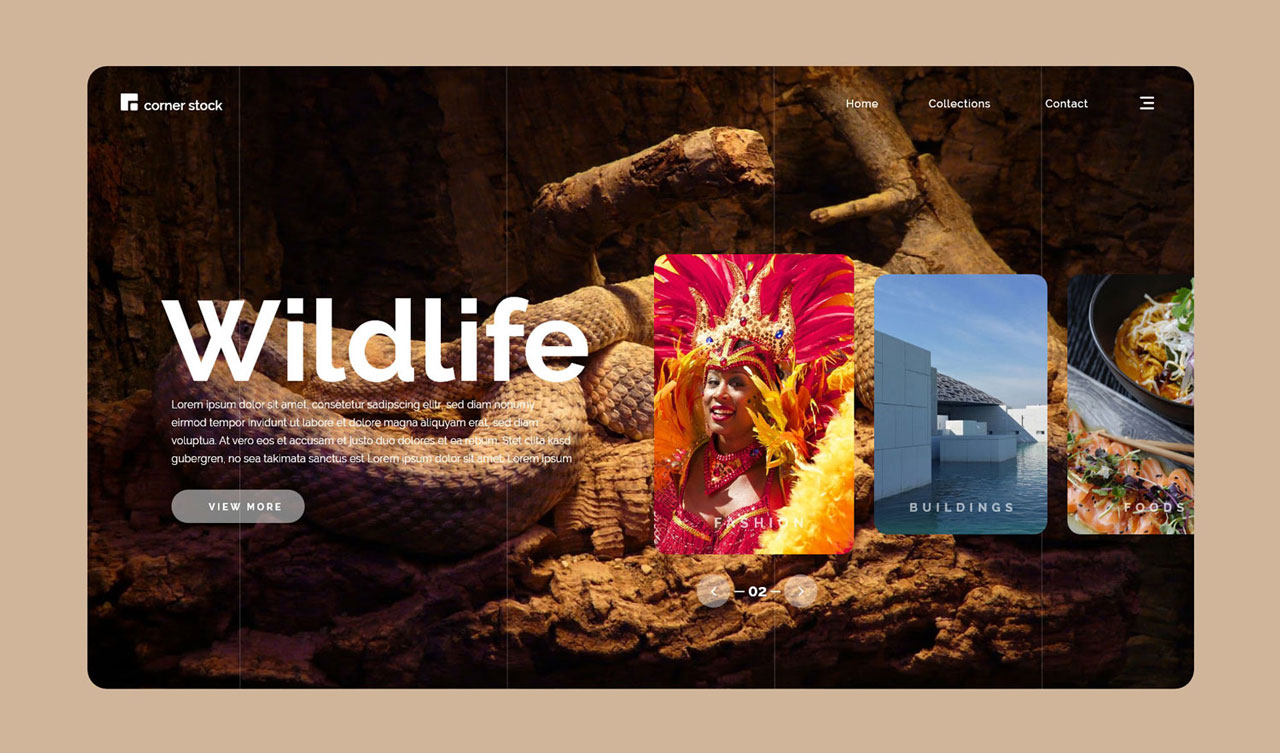 corner stock
Home
Collections
Contact
Wildlife
Lorem ipsum dolor sit amet, consetetur sadipscing elitr, sed diam nonumy
eirmod tempor invidunt ut labore et dolore magna aliquyam erat, sed diam
voluptua. At vero eos et accusam et justo duo dolores et ea rebum. Stet clita kasd
gubergren, no sea takimata sanctus est Lorem ipsum dolor sit amet. Lorem ipsum
VIEW MORE
FASHION
BUILDINGS
FOODS
02